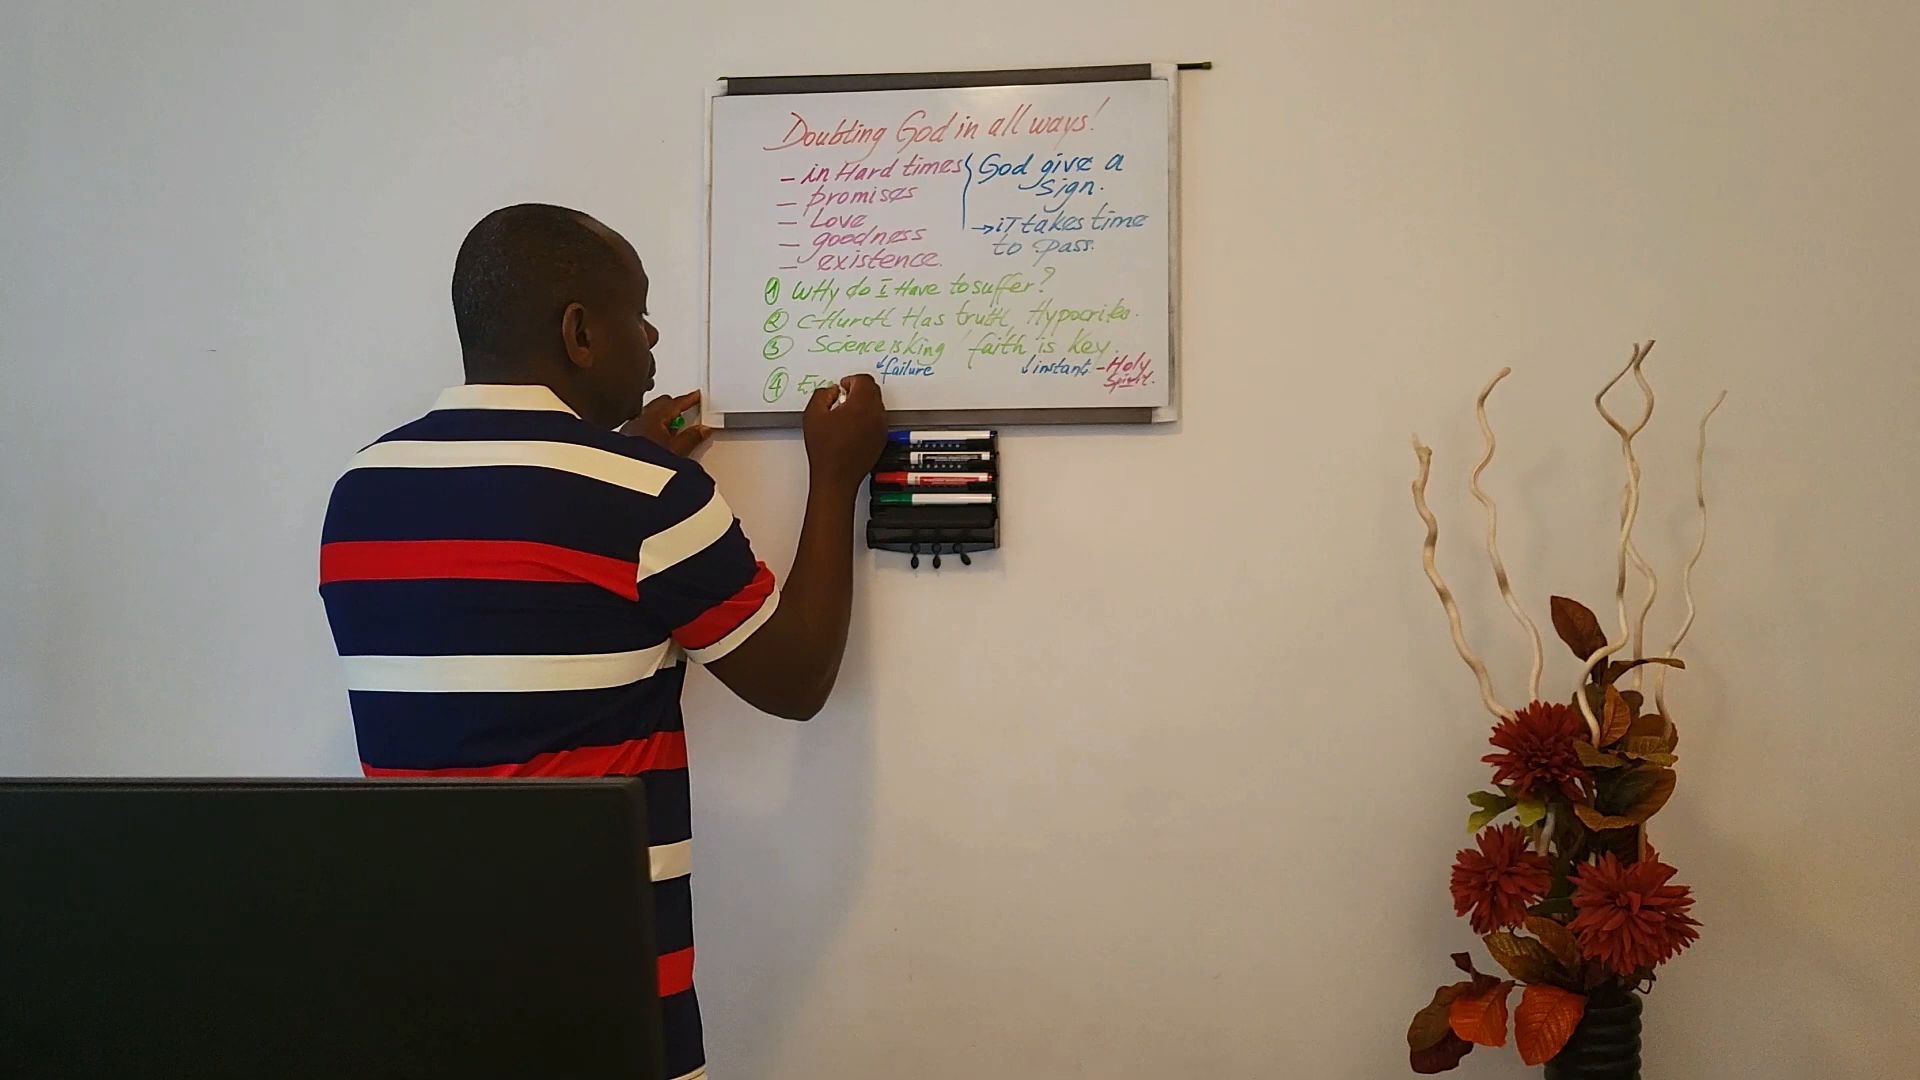 Doubting God in all ways!
- in Hard times
- promises
- Love
- goodness
- existence.
God give a
sign.
→ iT takes time
to pass.
① WHy do I Have to suffer?
② CHurcH Has trutH, Hypocrites.
③ Science is King faith is Key.
↓ failure
↓ instant - Holy
Spirit.
④